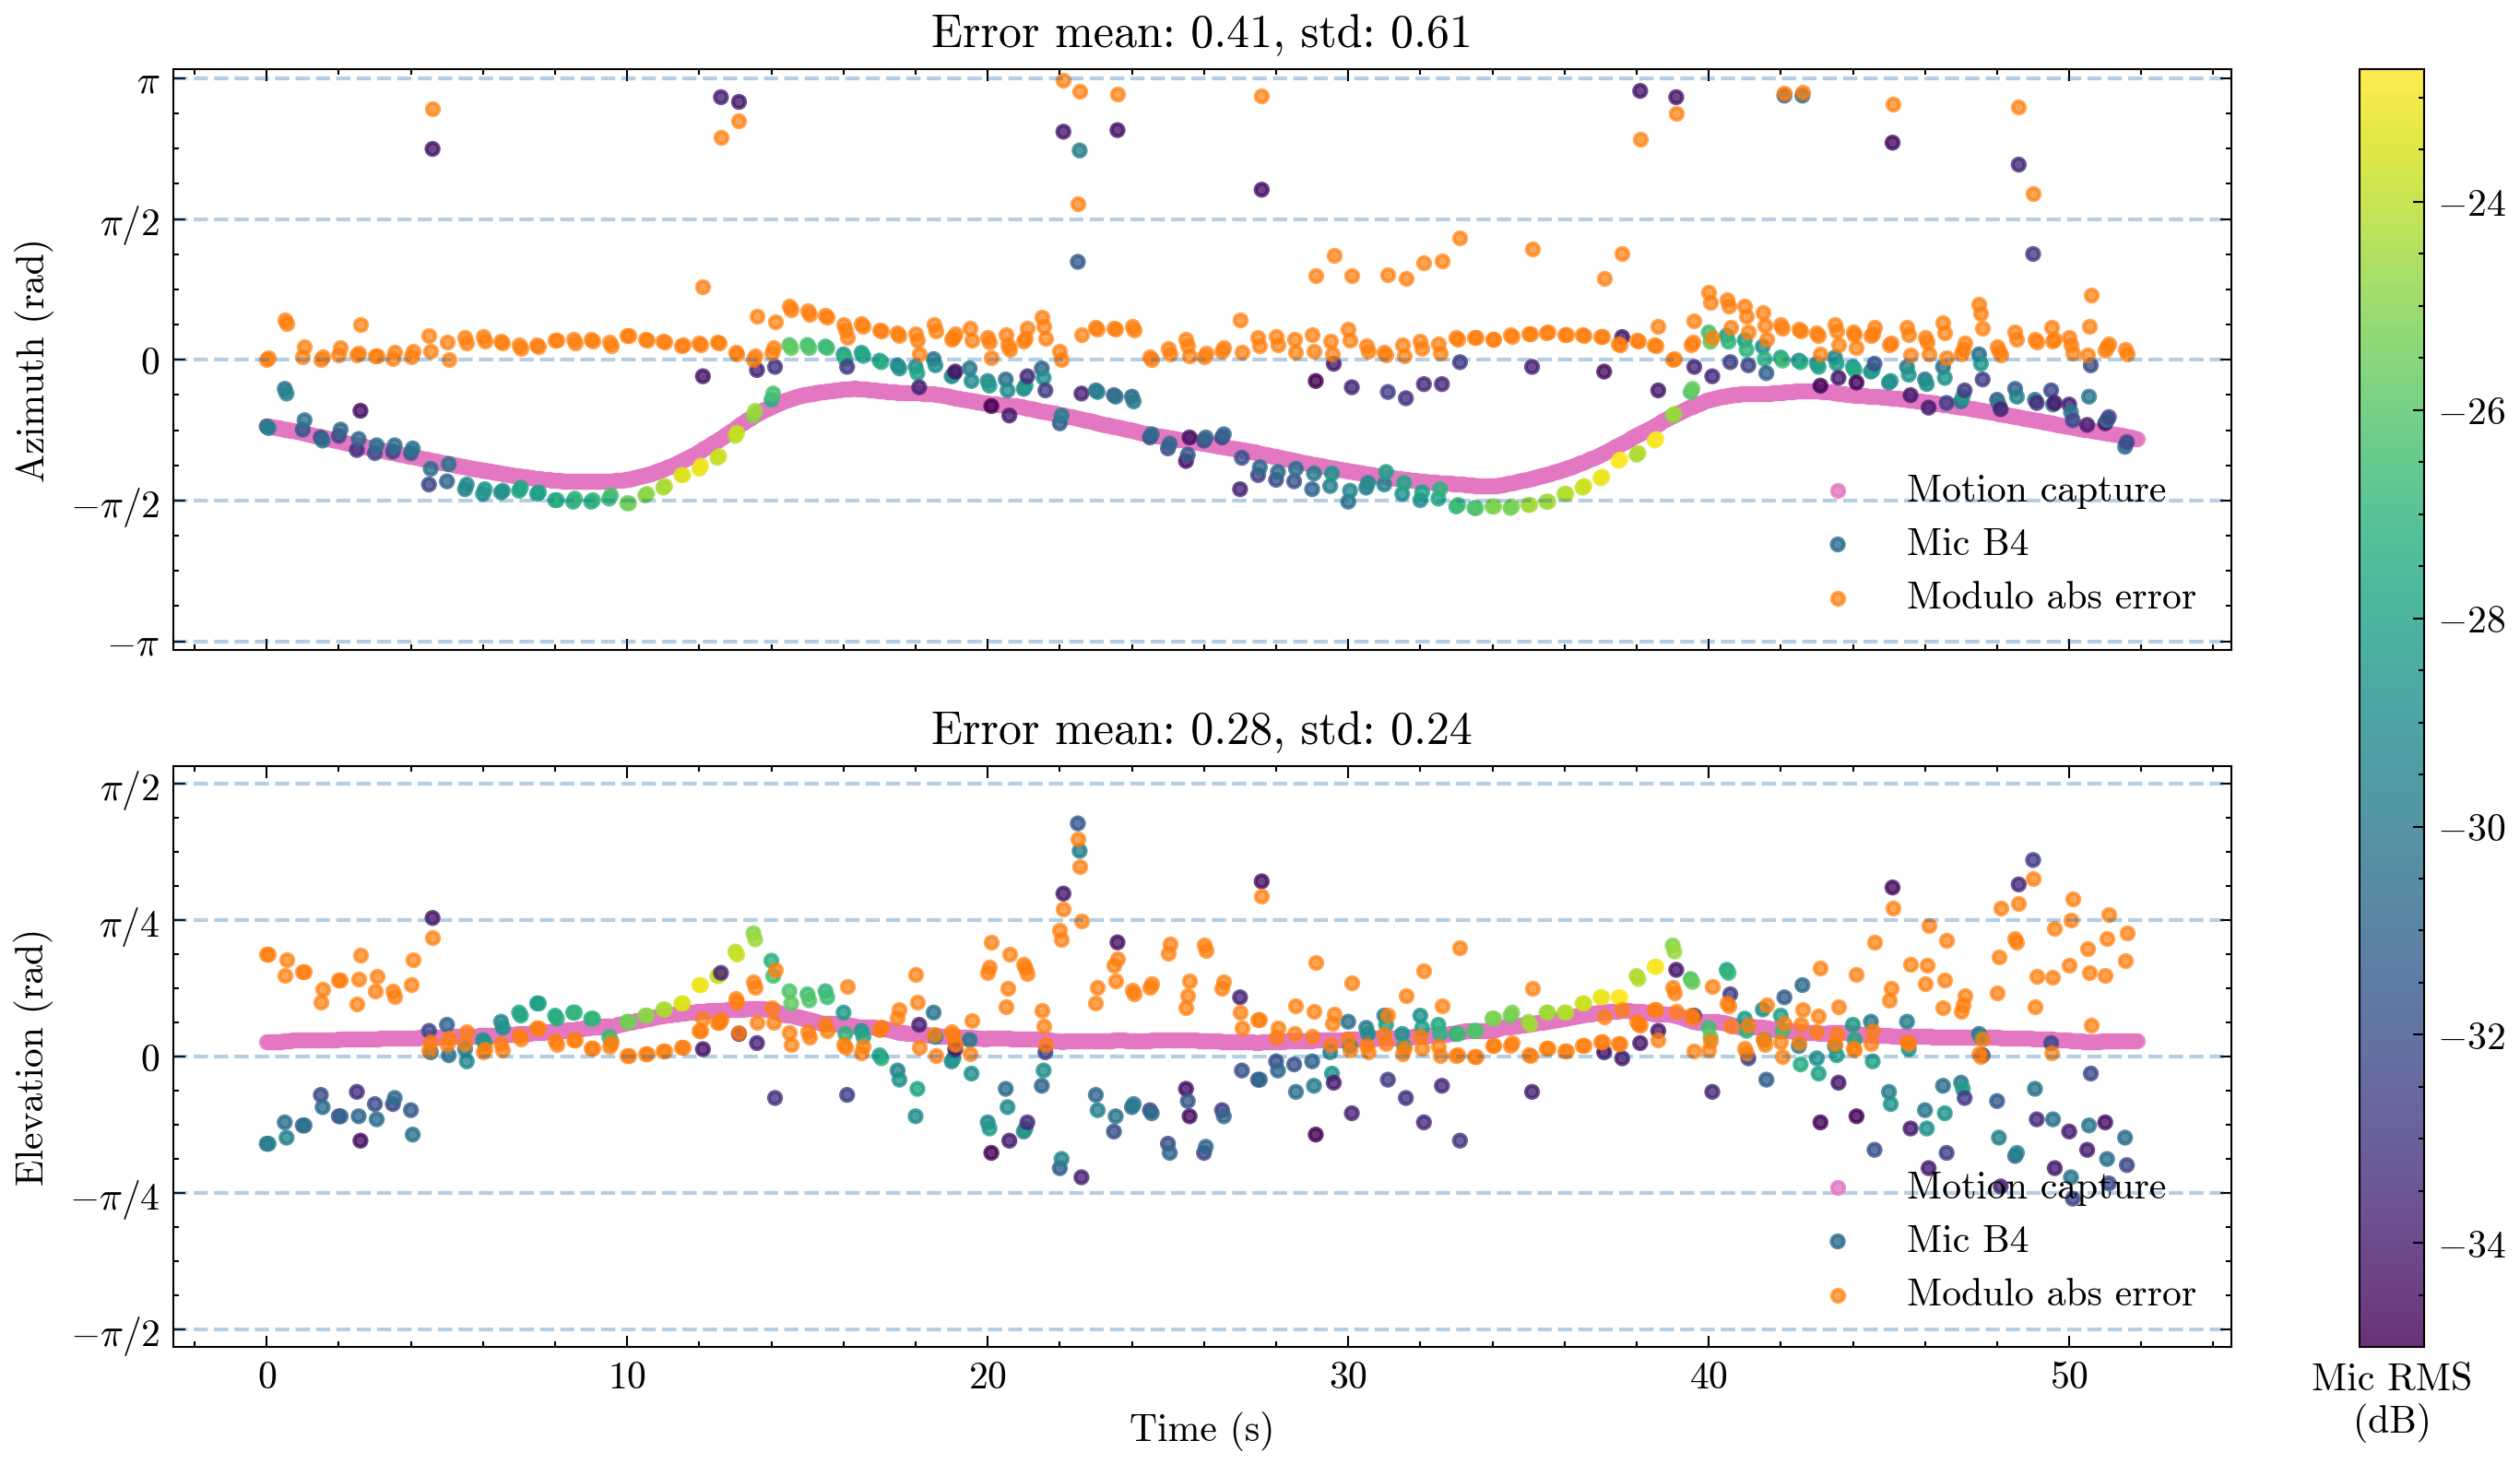 Error mean: 0.41, std: 0.61
π
π/2
0
−π/2
−π
Azimuth (rad)
Motion capture
Mic B4
Modulo abs error
Error mean: 0.28, std: 0.24
π/2
π/4
0
−π/4
−π/2
Elevation (rad)
Motion capture
Mic B4
Modulo abs error
0 10 20 30 40 50
Time (s)
−24
−26
−28
−30
−32
−34
Mic RMS
(dB)